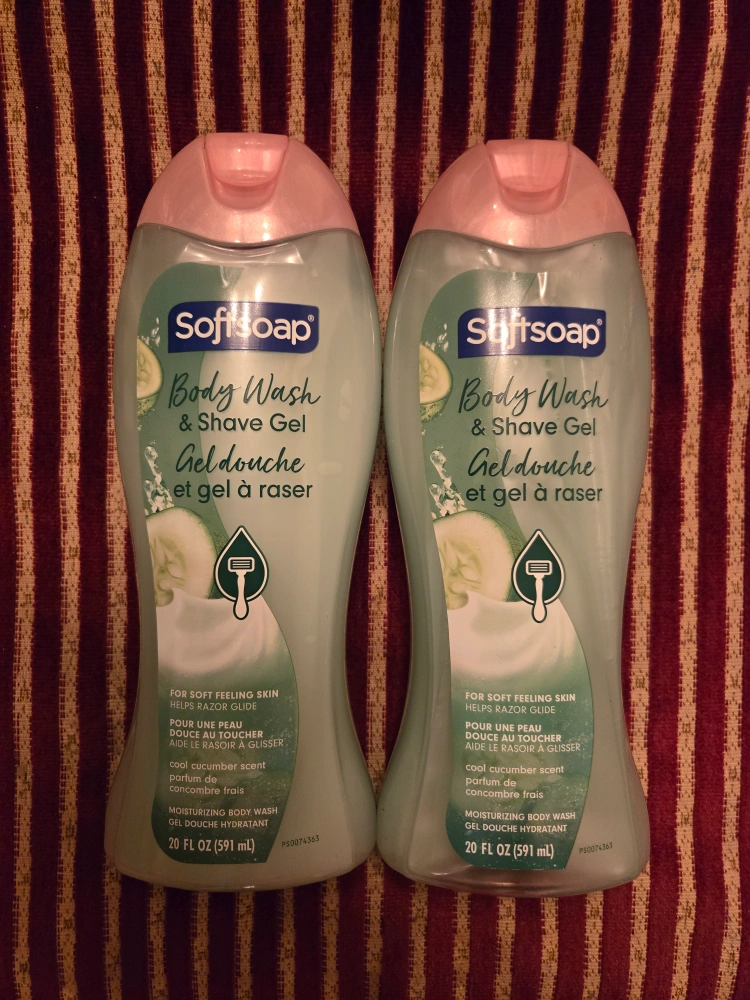 Softsoap®
Body Wash
& Shave Gel
Gel douche
et gel à raser
FOR SOFT FEELING SKIN
HELPS RAZOR GLIDE
POUR UNE PEAU
DOUCE AU TOUCHER
AIDE LE RASOIR À GLISSER
cool cucumber scent
parfum de
concombre frais
MOISTURIZING BODY WASH
GEL DOUCHE HYDRATANT
20 FL OZ (591 mL)
PS0074363
Softsoap®
Body Wash
& Shave Gel
Gel douche
et gel à raser
FOR SOFT FEELING SKIN
HELPS RAZOR GLIDE
POUR UNE PEAU
DOUCE AU TOUCHER
AIDE LE RASOIR À GLISSER
cool cucumber scent
parfum de
concombre frais
MOISTURIZING BODY WASH
GEL DOUCHE HYDRATANT
20 FL OZ (591 mL)
PS0074363